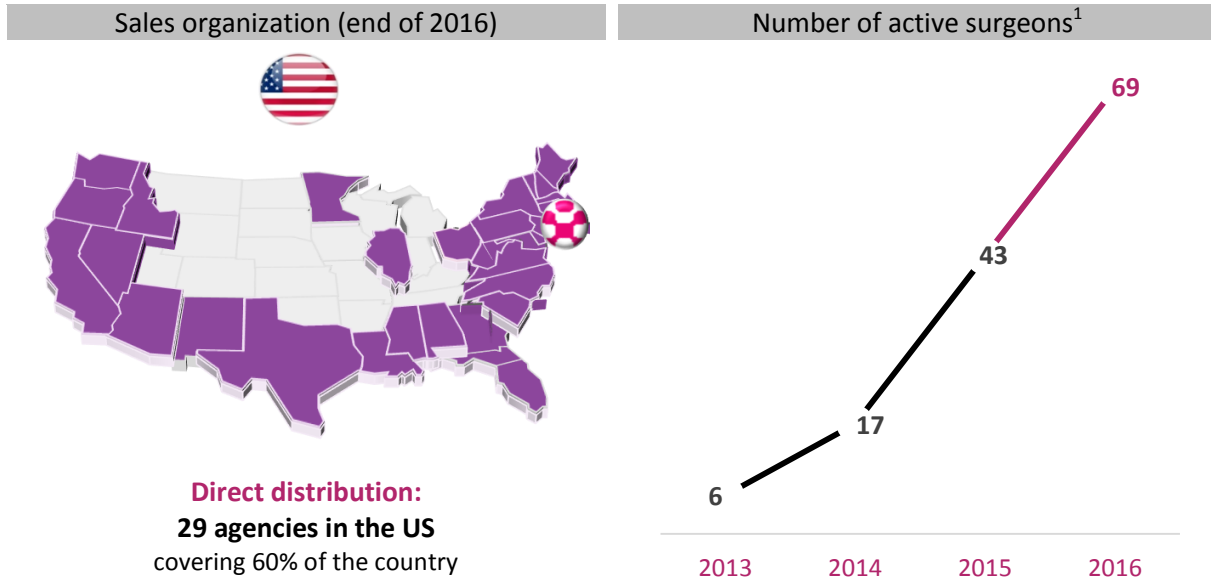 Sales organization (end of 2016)
Direct distribution:
29 agencies in the US
covering 60% of the country
Number of active surgeons¹
69
43
17
6
2013 2014 2015 2016